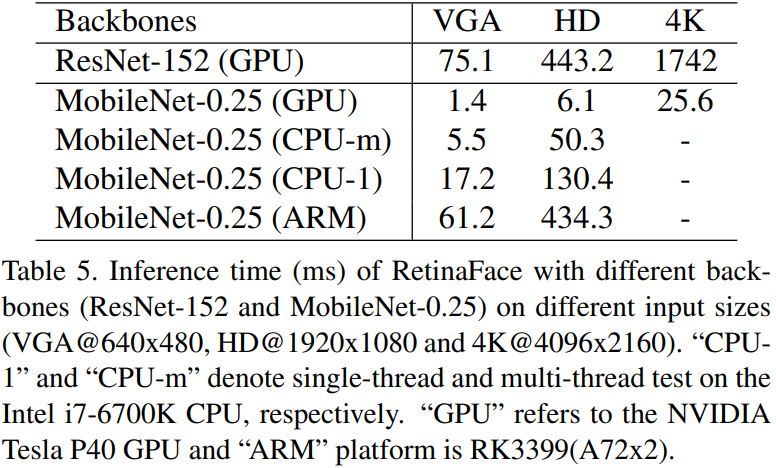 Backbones VGA HD 4K
ResNet-152 (GPU) 75.1 443.2 1742
MobileNet-0.25 (GPU) 1.4 6.1 25.6
MobileNet-0.25 (CPU-m) 5.5 50.3 -
MobileNet-0.25 (CPU-1) 17.2 130.4 -
MobileNet-0.25 (ARM) 61.2 434.3 -
Table 5. Inference time (ms) of RetinaFace with different back-
bones (ResNet-152 and MobileNet-0.25) on different input sizes
(VGA@640x480, HD@1920x1080 and 4K@4096x2160). “CPU-
1” and “CPU-m” denote single-thread and multi-thread test on the
Intel i7-6700K CPU, respectively. “GPU” refers to the NVIDIA
Tesla P40 GPU and “ARM” platform is RK3399(A72x2).